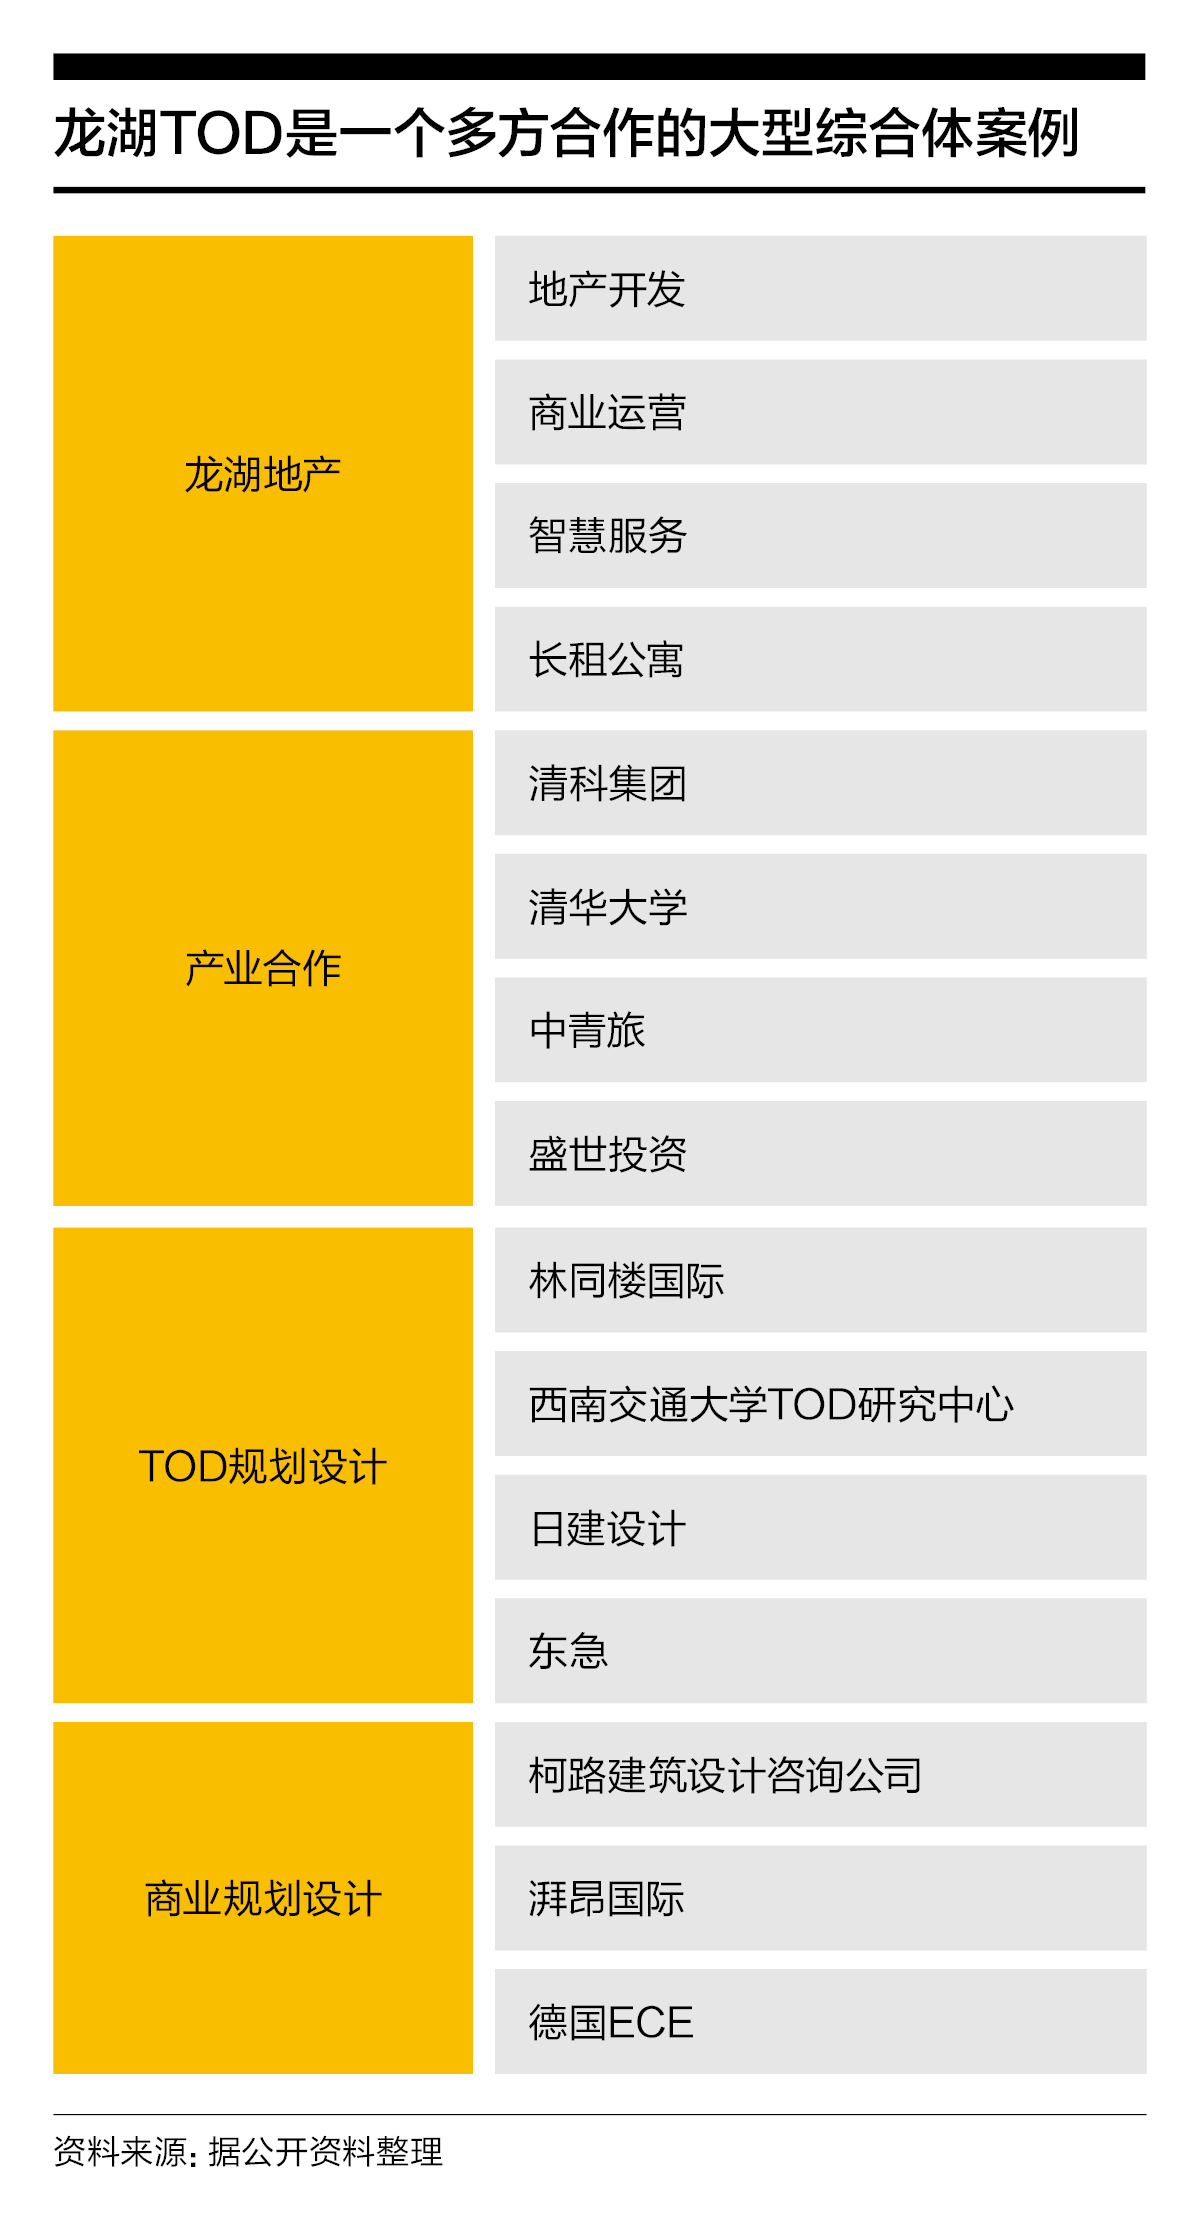 龙湖TOD是一个多方合作的大型综合体案例
龙湖地产
地产开发
商业运营
智慧服务
长租公寓
产业合作
清科集团
清华大学
中青旅
盛世投资
TOD规划设计
林同楼国际
西南交通大学TOD研究中心
日建设计
东急
商业规划设计
柯路建筑设计咨询公司
湃昂国际
德国ECE
资料来源: 据公开资料整理